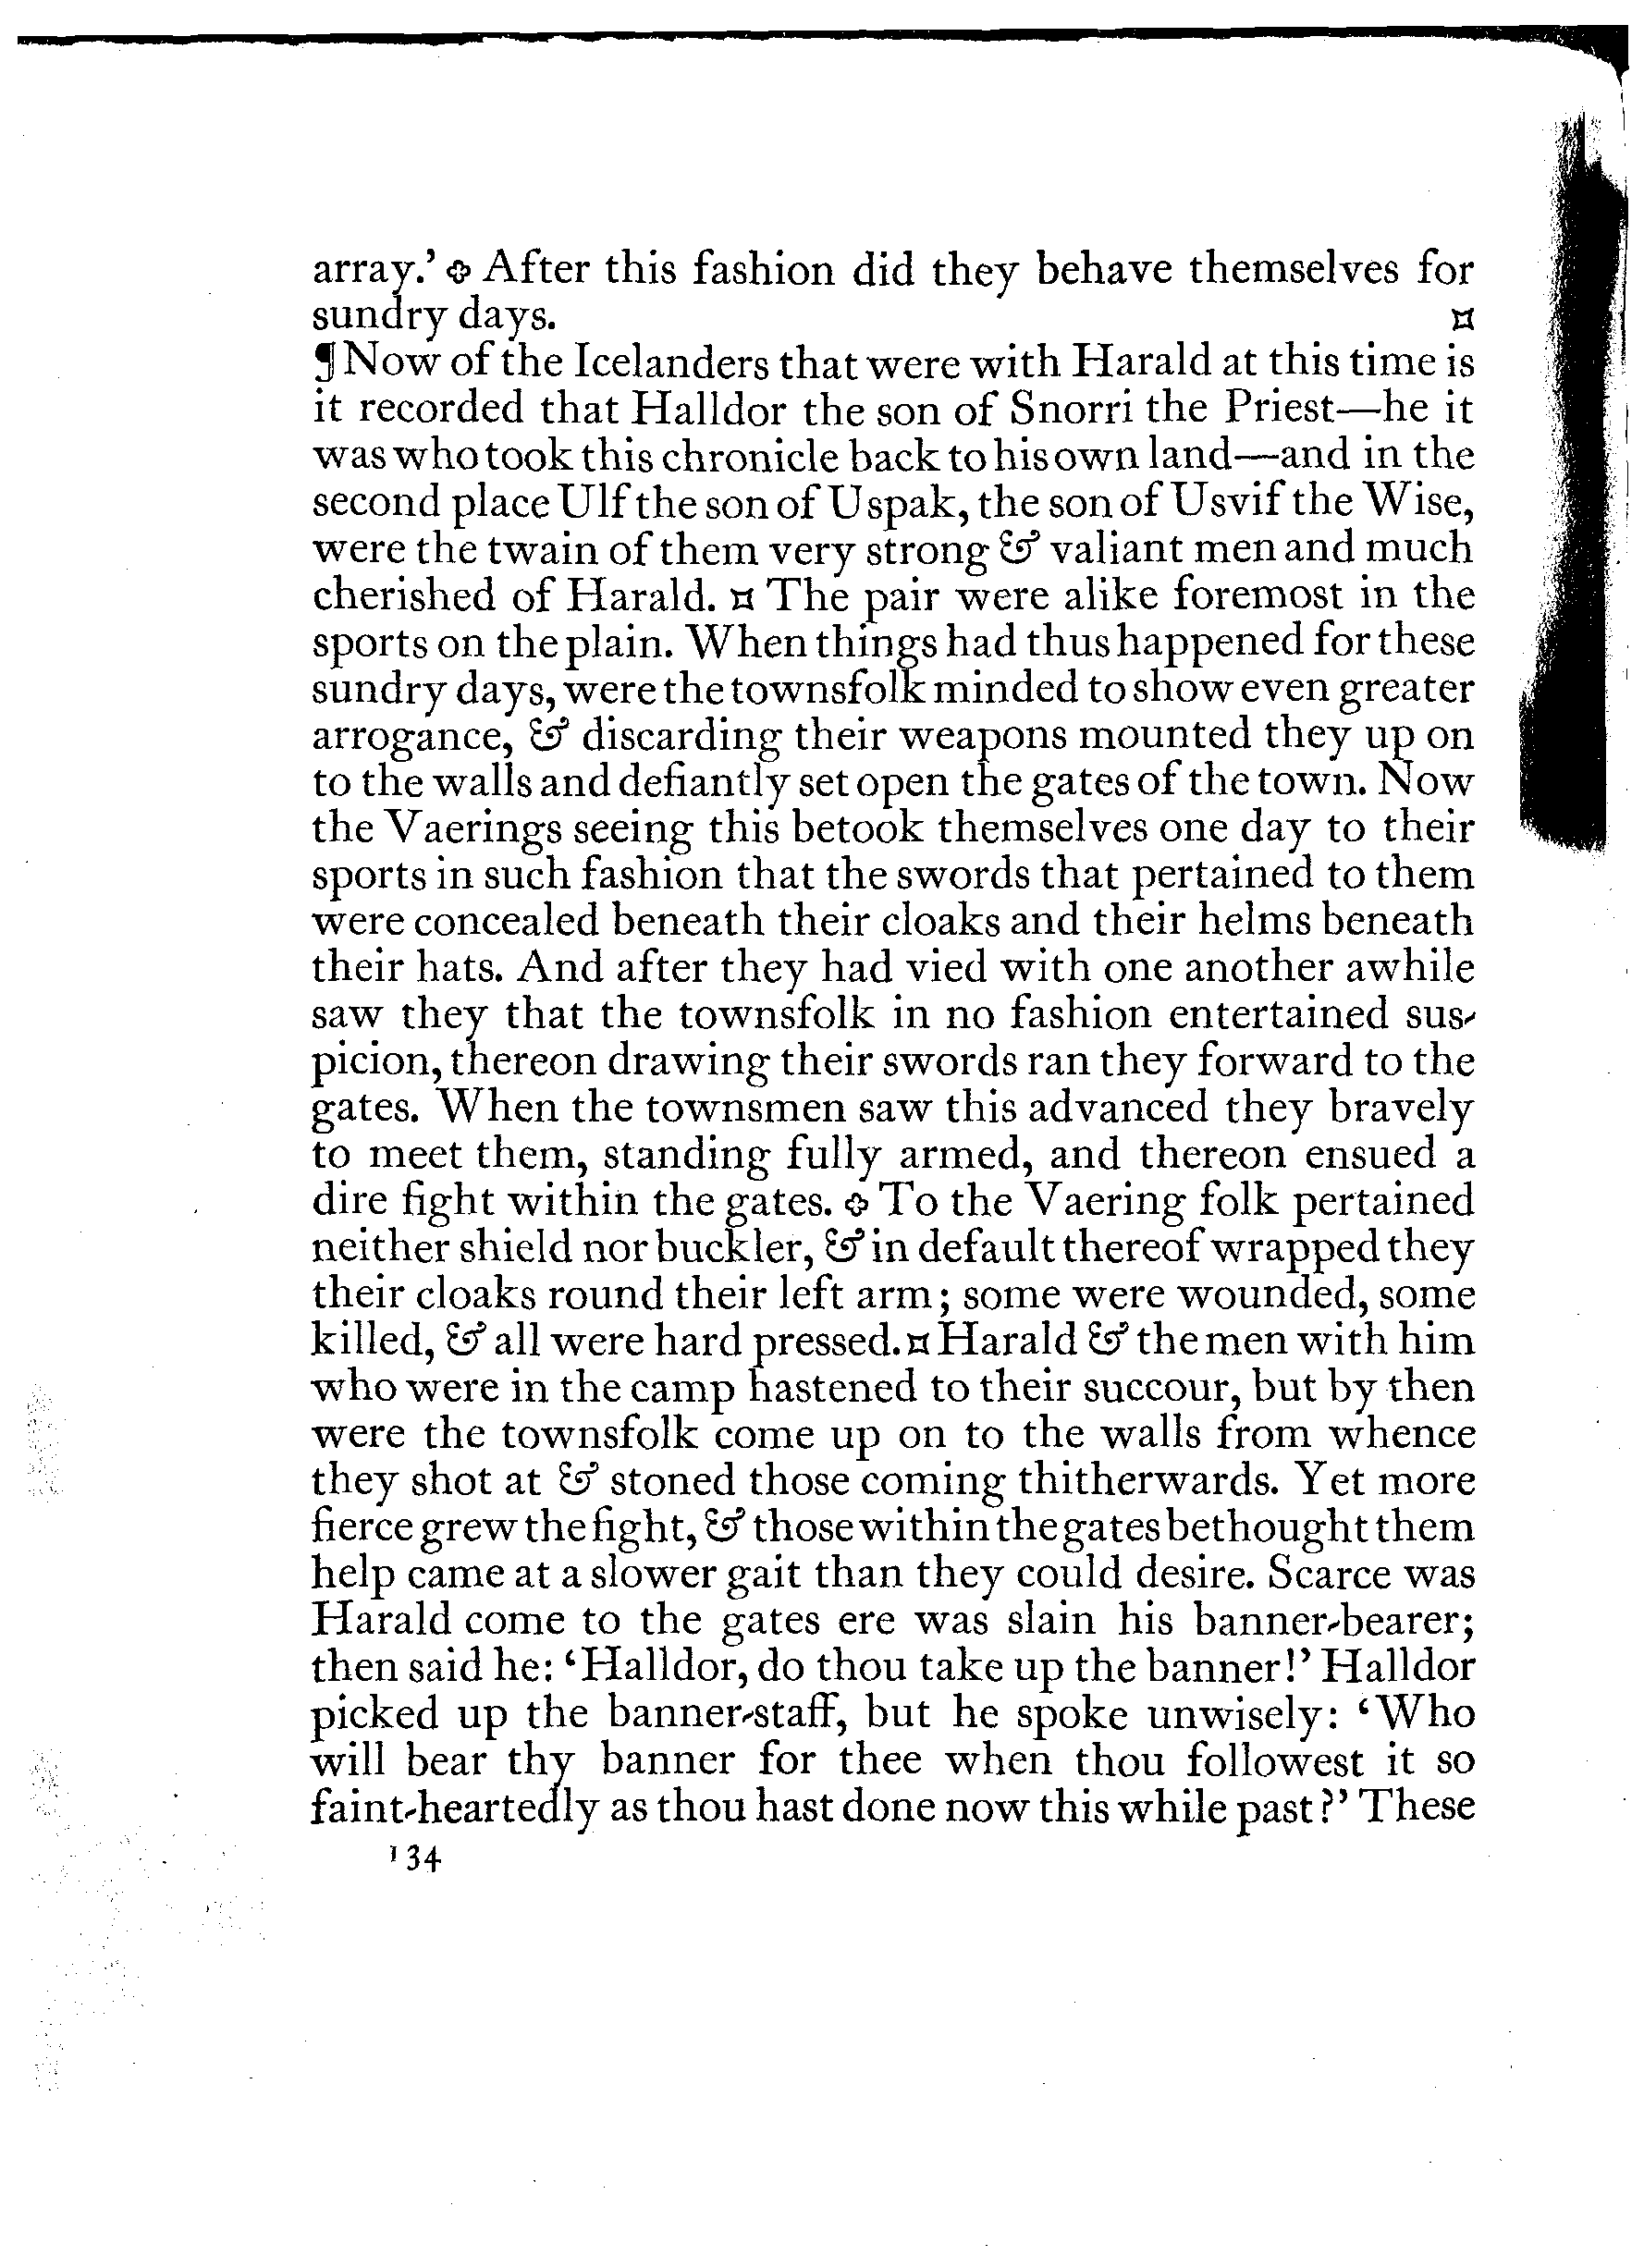 array.’ ✥ After this fashion did they behave themselves for
sundry days. ¤
¶ Now of the Icelanders that were with Harald at this time is
it recorded that Halldor the son of Snorri the Priest—he it
was who took this chronicle back to his own land—and in the
second place Ulf the son of Uspak, the son of Usvif the Wise,
were the twain of them very strong & valiant men and much
cherished of Harald. ¤ The pair were alike foremost in the
sports on the plain. When things had thus happened for these
sundry days, were the townsfolk minded to show even greater
arrogance, & discarding their weapons mounted they up on
to the walls and defiantly set open the gates of the town. Now
the Vaerings seeing this betook themselves one day to their
sports in such fashion that the swords that pertained to them
were concealed beneath their cloaks and their helms beneath
their hats. And after they had vied with one another awhile
saw they that the townsfolk in no fashion entertained sus-
picion, thereon drawing their swords ran they forward to the
gates. When the townsmen saw this advanced they bravely
to meet them, standing fully armed, and thereon ensued a
dire fight within the gates. ✥ To the Vaering folk pertained
neither shield nor buckler, & in default thereof wrapped they
their cloaks round their left arm; some were wounded, some
killed, & all were hard pressed. ¤ Harald & the men with him
who were in the camp hastened to their succour, but by then
were the townsfolk come up on to the walls from whence
they shot at & stoned those coming thitherwards. Yet more
fierce grew the fight, & those within the gates bethought them
help came at a slower gait than they could desire. Scarce was
Harald come to the gates ere was slain his banner-bearer;
then said he: ‘Halldor, do thou take up the banner!’ Halldor
picked up the banner-staff, but he spoke unwisely: ‘Who
will bear thy banner for thee when thou followest it so
faint-heartedly as thou hast done now this while past?’ These
134